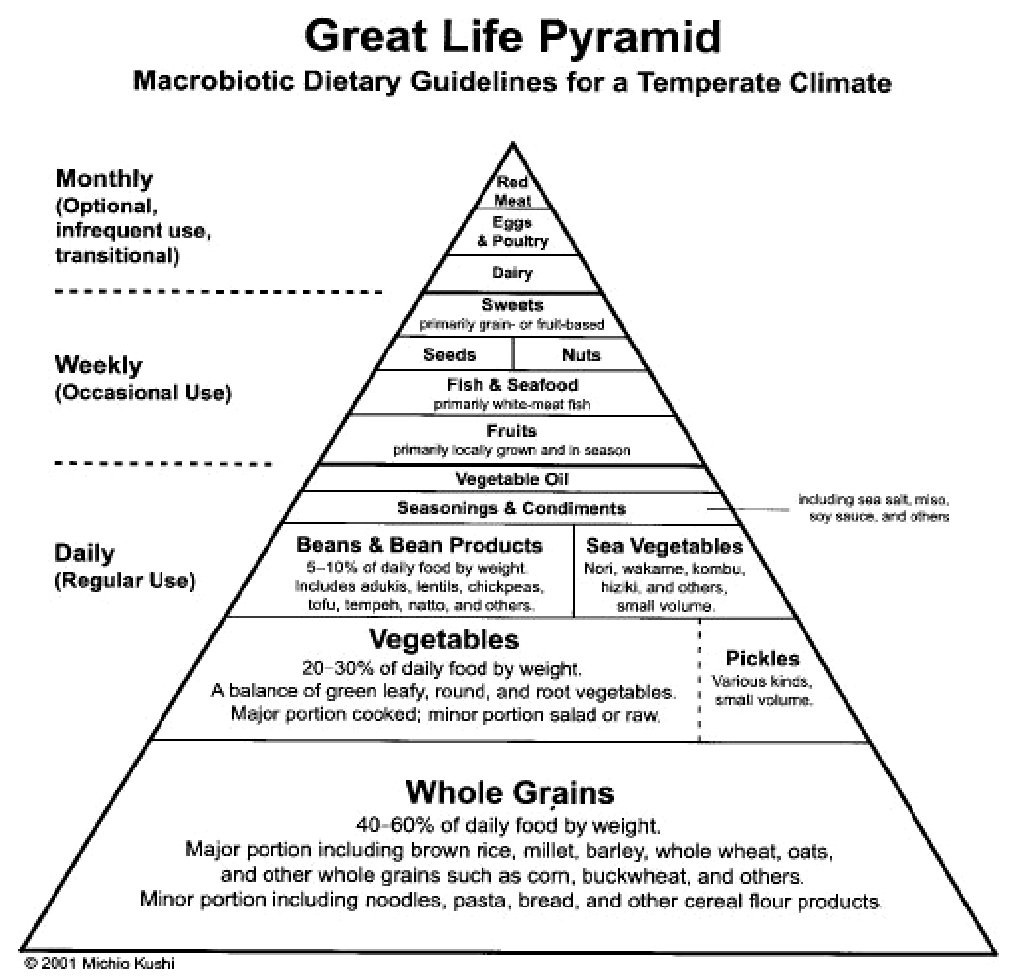 Great Life Pyramid
Macrobiotic Dietary Guidelines for a Temperate Climate
Monthly
(Optional,
infrequent use,
transitional)
Red
Meat
Eggs
& Poultry
Dairy
Weekly
(Occasional Use)
Sweets
primarily grain- or fruit-based
Seeds
Nuts
Fish & Seafood
primarily white-meat fish
Fruits
primarily locally grown and in season
Daily
(Regular Use)
Vegetable Oil
Seasonings & Condiments
including sea salt, miso,
soy sauce, and others
Beans & Bean Products
5–10% of daily food by weight.
Includes adukis, lentils, chickpeas,
tofu, tempeh, natto, and others.
Sea Vegetables
Nori, wakame, kombu,
hiziki, and others,
small volume.
Vegetables
20–30% of daily food by weight.
A balance of green leafy, round, and root vegetables.
Major portion cooked; minor portion salad or raw.
Pickles
Various kinds,
small volume.
Whole Grains
40–60% of daily food by weight.
Major portion including brown rice, millet, barley, whole wheat, oats,
and other whole grains such as corn, buckwheat, and others.
Minor portion including noodles, pasta, bread, and other cereal flour products
© 2001 Michio Kushi